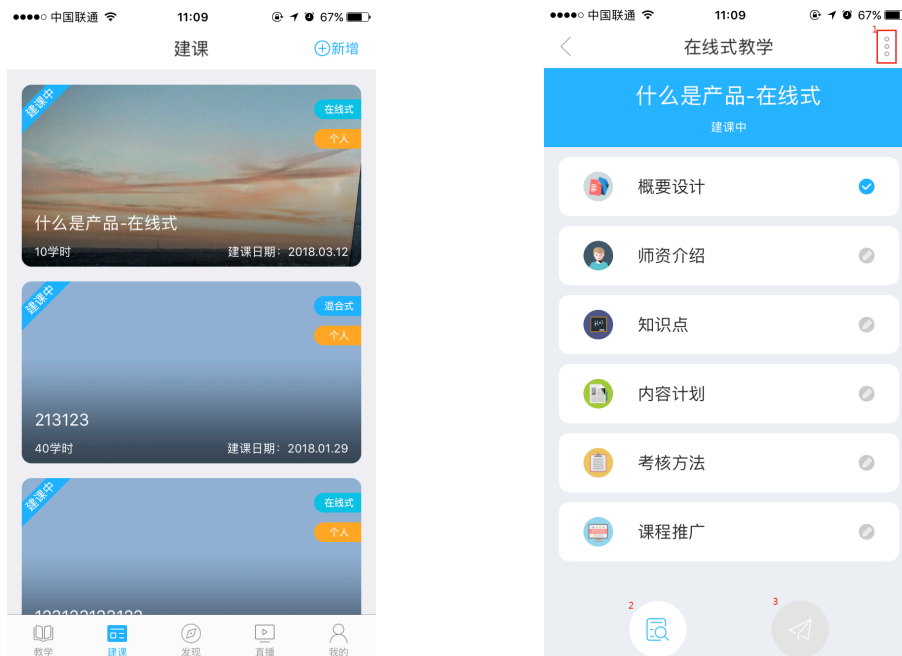 中国联通
11:09
67%
建课
新增
建课中
在线式
个人
什么是产品-在线式
10学时
建课日期: 2018.03.12
建课中
混合式
个人
213123
40学时
建课日期: 2018.01.29
建课中
在线式
个人
123123123123
教学
建课
发现
直播
我的
中国联通
11:09
67%
在线式教学
1
什么是产品-在线式
建课中
概要设计
师资介绍
知识点
内容计划
考核方法
课程推广
2
3